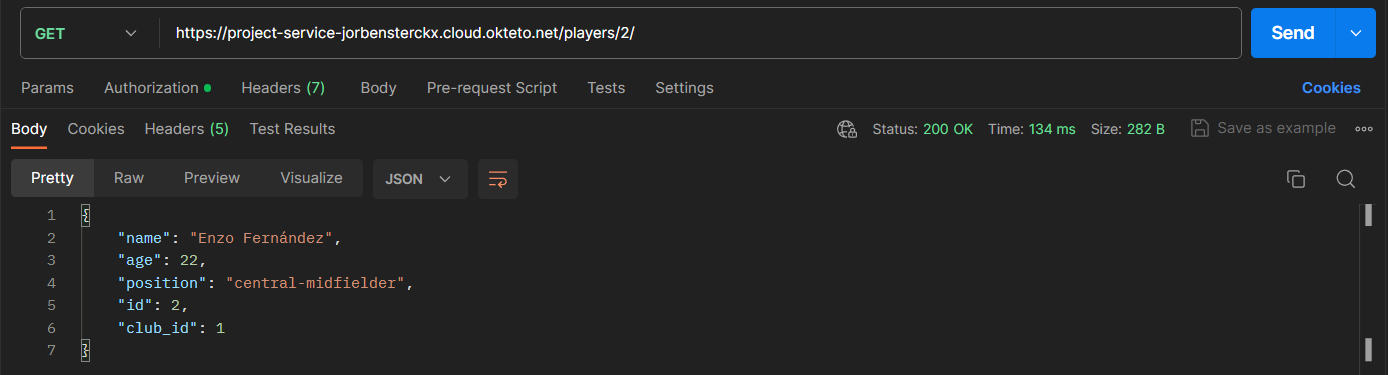 GET https://project-service-jorbensterckx.cloud.okteto.net/players/2/ Send
Params Authorization Headers (7) Body Pre-request Script Tests Settings Cookies
Body Cookies Headers (5) Test Results Status: 200 OK Time: 134 ms Size: 282 B Save as example
Pretty Raw Preview Visualize JSON
1 {
2 "name": "Enzo Fernández",
3 "age": 22,
4 "position": "central-midfielder",
5 "id": 2,
6 "club_id": 1
7 }